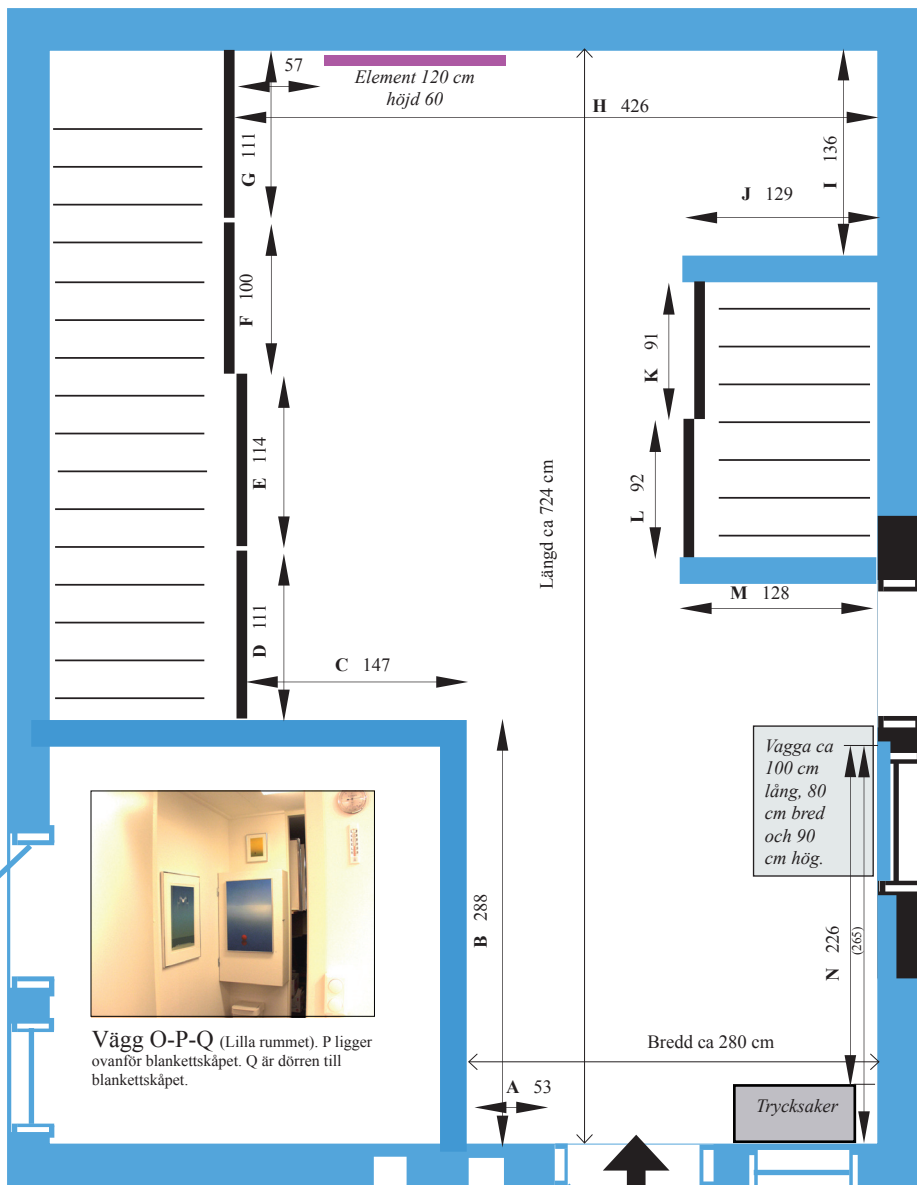 57
Element 120 cm
höjd 60
H 426
G 111
I 136
J 129
F 100
K 91
E 114
L 92
Längd ca 724 cm
M 128
D 111
C 147
Vagga ca
100 cm
lång, 80
cm bred
och 90
cm hög.
B 288
N 226
(265)
Vägg O-P-Q (Lilla rummet). P ligger
ovanför blankettskåpet. Q är dörren till
blankettskåpet.
Bredd ca 280 cm
A 53
Trycksaker